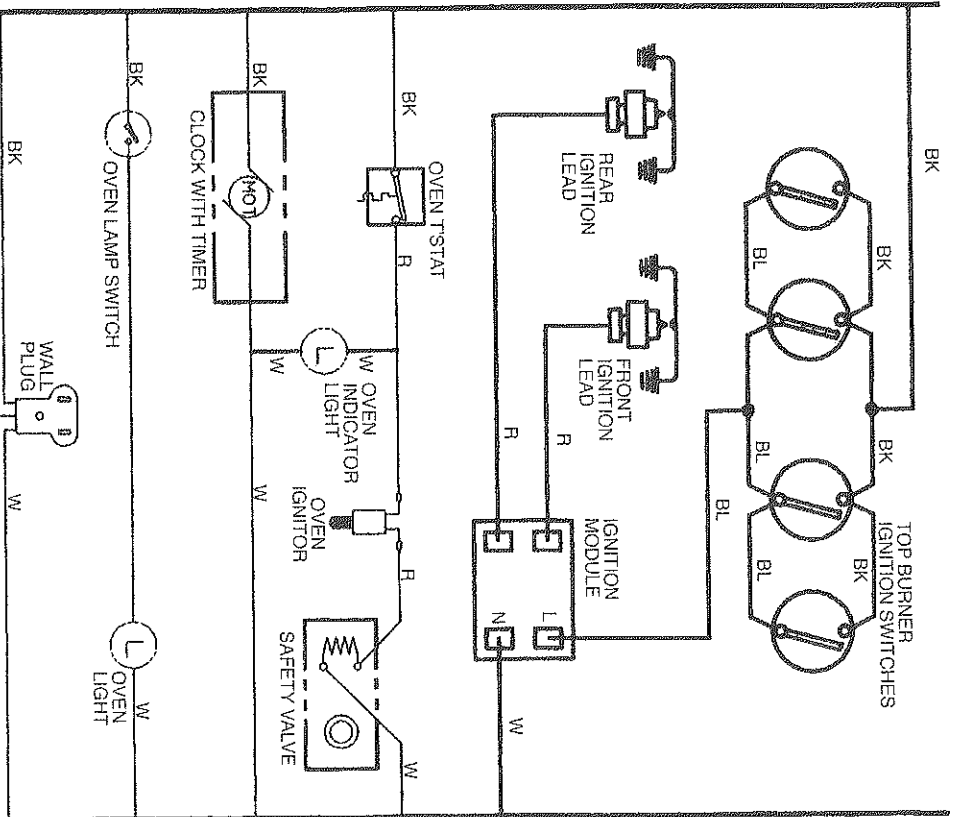 BK
TOP BURNER
IGNITION SWITCHES
BK
BK
BK
BL
BL
BL
BL
REAR
IGNITION
LEAD
FRONT
IGNITION
LEAD
IGNITION
MODULE
R
L
R
N
W
OVEN T'STAT
BK
R
R
W
W
L
W
OVEN
INDICATOR
LIGHT
OVEN
IGNITOR
SAFETY VALVE
BK
MOT
W
CLOCK WITH TIMER
BK
OVEN LAMP SWITCH
L
W
OVEN
LIGHT
BK
WALL
PLUG
W